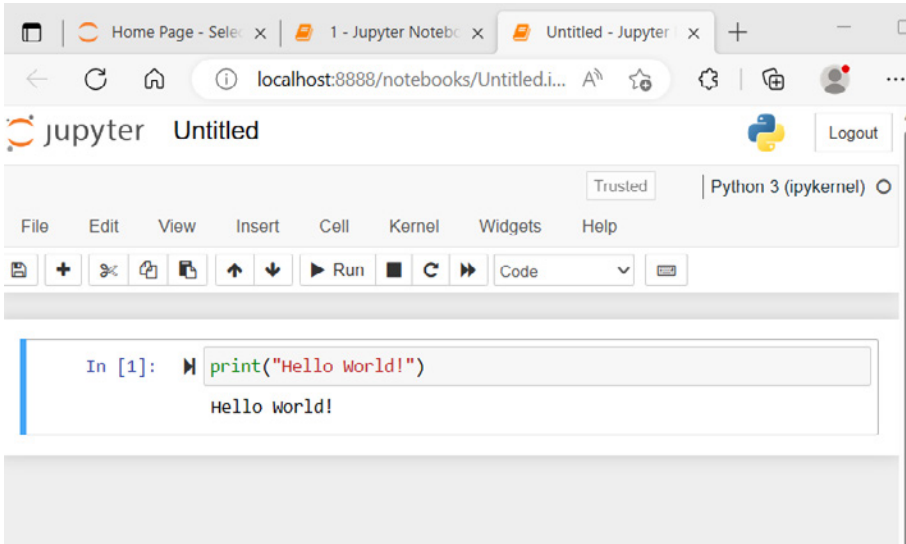 Home Page - Selec 1 - Jupyter Notebo Untitled - Jupyter
localhost:8888/notebooks/Untitled.i...
jupyter Untitled Logout
Trusted Python 3 (ipykernel)
File Edit View Insert Cell Kernel Widgets Help
Run Code
In [1]: print("Hello World!")
Hello World!